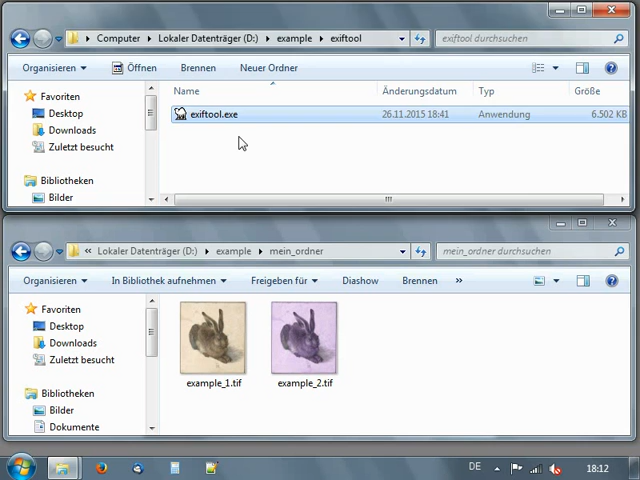 Computer Lokaler Datenträger (D:) example exiftool exiftool durchsuchen
Organisieren Öffnen Brennen Neuer Ordner
Name Änderungsdatum Typ Größe
Favoriten
exiftool.exe 26.11.2015 18:41 Anwendung 6.502 KB
Desktop
Downloads
Zuletzt besucht
Bibliotheken
Bilder
« Lokaler Datenträger (D:) example mein_ordner mein_ordner durchsuchen
Organisieren In Bibliothek aufnehmen Freigeben für Diashow Brennen »
Favoriten
Desktop
Downloads
Zuletzt besucht
example_1.tif example_2.tif
Bibliotheken
Bilder
Dokumente
DE 18:12